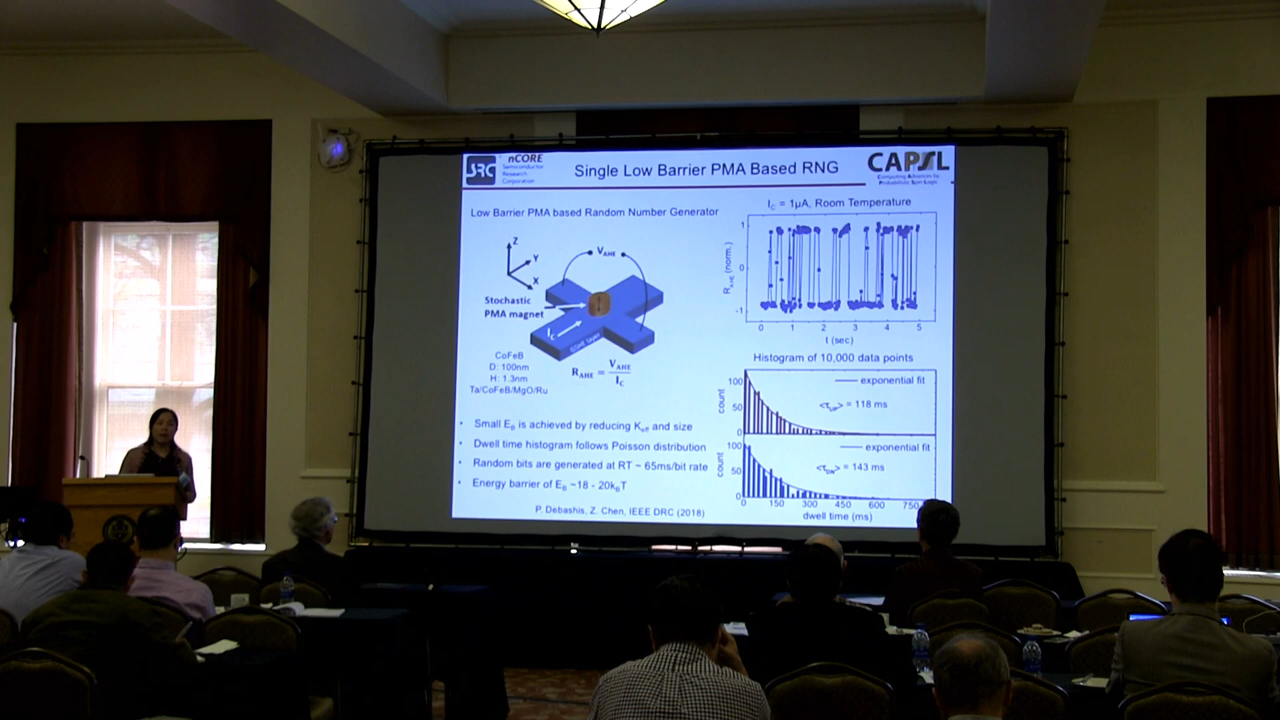 SRC
nCORE
Semiconductor
Research
Corporation
Single Low Barrier PMA Based RNG
CAPSL
Computing Advances by
Probabilistic Spin Logic
Low Barrier PMA based Random Number Generator
Z
Y
X
V_AHE
Stochastic
PMA magnet
I_C
CoFeB
D: 100nm
H: 1.3nm
Ta/CoFeB/MgO/Ru
R_AHE = V_AHE / I_C
• Small E_B is achieved by reducing K_eff and size
• Dwell time histogram follows Poisson distribution
• Random bits are generated at RT ~ 65ms/bit rate
• Energy barrier of E_B ~18 - 20k_BT
P. Debashis, Z. Chen, IEEE DRC (2018)
I_C = 1µA, Room Temperature
R_AHE (norm.)
1
0
-1
0 1 2 3 4 5
t (sec)
Histogram of 10,000 data points
count
100
50
0
exponential fit
<τ_UP> = 118 ms
count
100
50
0
exponential fit
<τ_DN> = 143 ms
0 150 300 450 600 750
dwell time (ms)